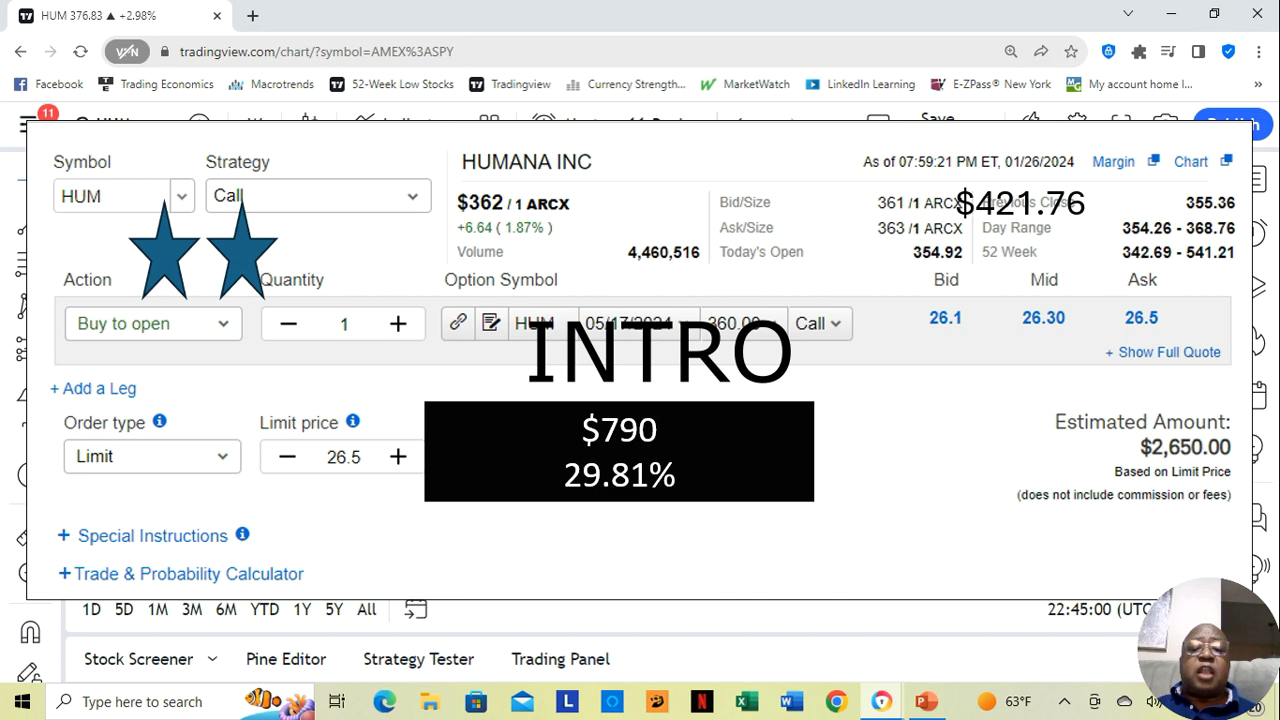 HUM 376.83 ▲ +2.98%
tradingview.com/chart/?symbol=AMEX%3ASPY
Facebook Trading Economics Macrotrends 52-Week Low Stocks Tradingview Currency Strength... MarketWatch LinkedIn Learning E-ZPass® New York My account home l... »
11
Save
Symbol Strategy
HUM Call
HUMANA INC
As of 07:59:21 PM ET, 01/26/2024 Margin Chart
$362 / 1 ARCX
+6.64 ( 1.87% )
Volume 4,460,516
Bid/Size 361 /1 ARCX
Ask/Size 363 /1 ARCX
Today's Open 354.92
$421.76
Previous Close 355.36
Day Range 354.26 - 368.76
52 Week 342.69 - 541.21
Action Quantity Option Symbol Bid Mid Ask
Buy to open 1 HUM 05/17/2024 360.00 Call 26.1 26.30 26.5
+ Show Full Quote
INTRO
+ Add a Leg
Order type Limit price
Limit 26.5
$790
29.81%
Estimated Amount:
$2,650.00
Based on Limit Price
(does not include commission or fees)
+ Special Instructions
+ Trade & Probability Calculator
1D 5D 1M 3M 6M YTD 1Y 5Y All
22:45:00 (UTC
Stock Screener Pine Editor Strategy Tester Trading Panel
Type here to search
63°F